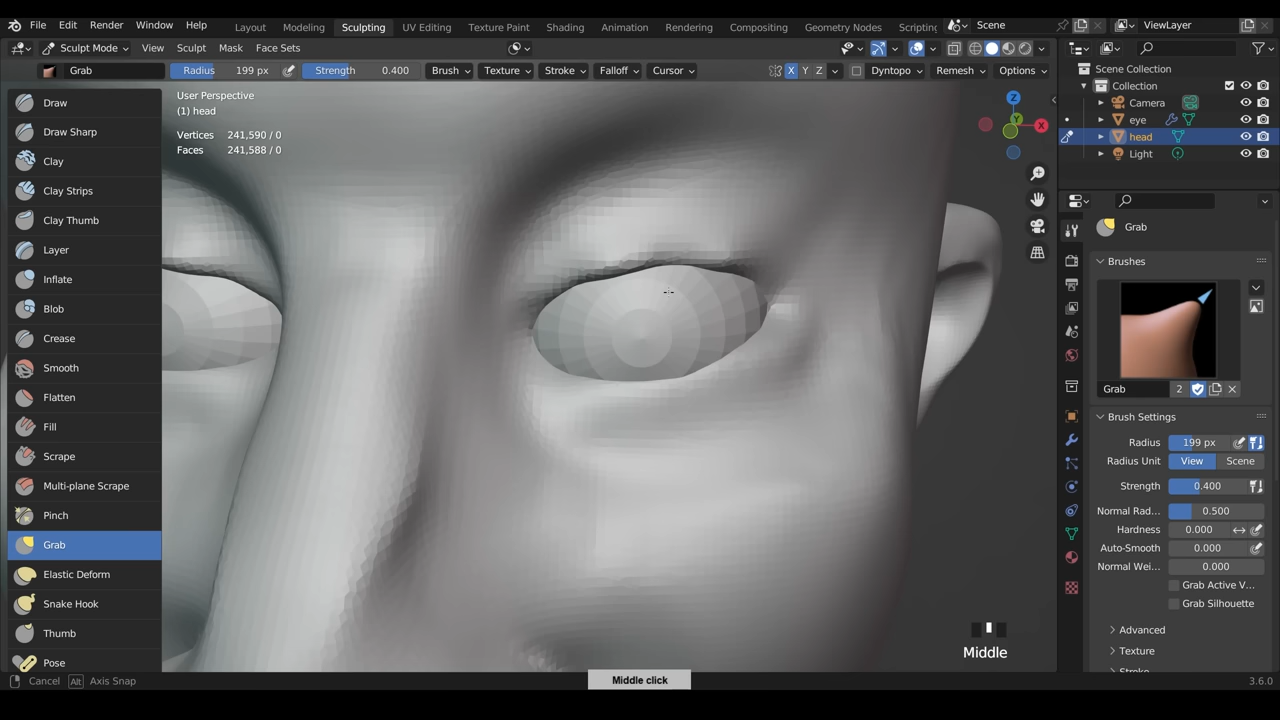 File Edit Render Window Help Layout Modeling Sculpting UV Editing Texture Paint Shading Animation Rendering Compositing Geometry Nodes Scripting Scene ViewLayer
Sculpt Mode View Sculpt Mask Face Sets
Grab Radius 199 px Strength 0.400 Brush Texture Stroke Falloff Cursor X Y Z Dyntopo Remesh Options
Draw
Draw Sharp
Clay
Clay Strips
Clay Thumb
Layer
Inflate
Blob
Crease
Smooth
Flatten
Fill
Scrape
Multi-plane Scrape
Pinch
Grab
Elastic Deform
Snake Hook
Thumb
Pose
User Perspective
(1) head
Vertices 241,590 / 0
Faces 241,588 / 0
Z
Y
X
Middle
Scene Collection
Collection
Camera
eye
head
Light
Grab
Brushes
Grab 2
Brush Settings
Radius 199 px
Radius Unit View Scene
Strength 0.400
Normal Rad... 0.500
Hardness 0.000
Auto-Smooth 0.000
Normal Wei... 0.000
Grab Active V...
Grab Silhouette
Advanced
Texture
Stroke
Cancel Alt Axis Snap
Middle click
3.6.0